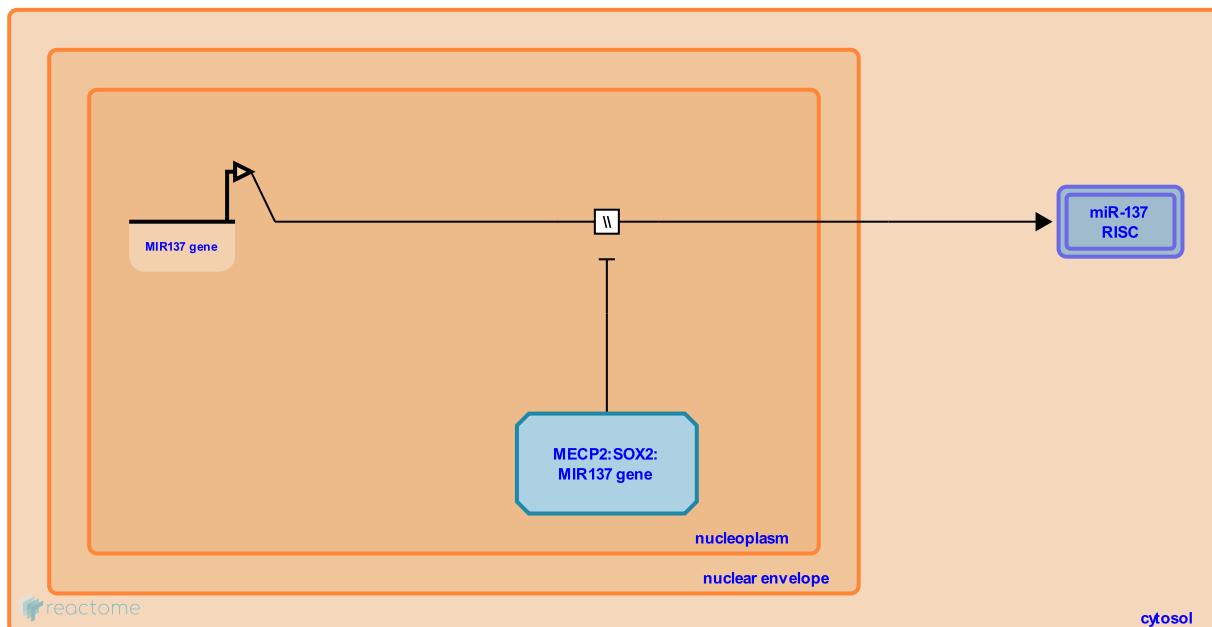 MIR137 gene
\\
miR-137
RISC
MECP2:SOX2:
MIR137 gene
nucleoplasm
nuclear envelope
reactome
cytosol